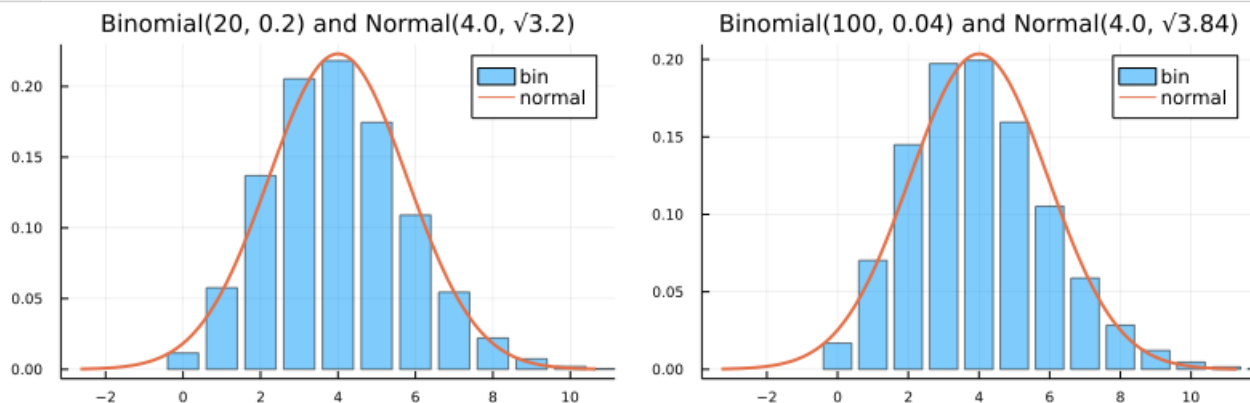 Binomial(20, 0.2) and Normal(4.0, √3.2)
bin
normal
0.20
0.15
0.10
0.05
0.00
−2 0 2 4 6 8 10
Binomial(100, 0.04) and Normal(4.0, √3.84)
bin
normal
0.20
0.15
0.10
0.05
0.00
−2 0 2 4 6 8 10